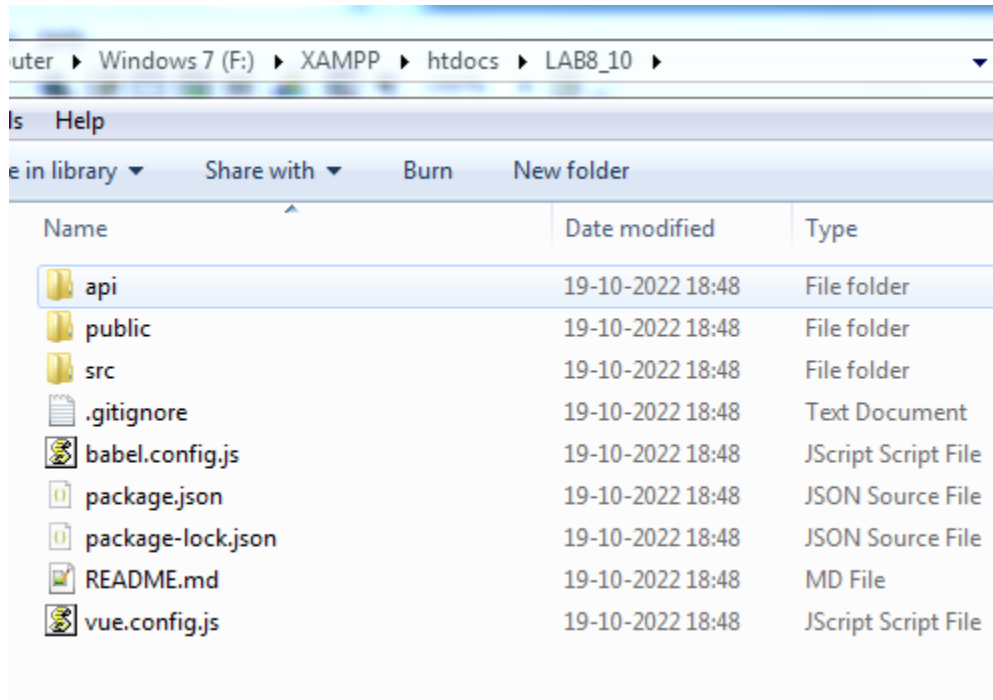 uter ▸ Windows 7 (F:) ▸ XAMPP ▸ htdocs ▸ LAB8_10 ▸
ls Help
e in library Share with Burn New folder
Name Date modified Type
api 19-10-2022 18:48 File folder
public 19-10-2022 18:48 File folder
src 19-10-2022 18:48 File folder
.gitignore 19-10-2022 18:48 Text Document
babel.config.js 19-10-2022 18:48 JScript Script File
package.json 19-10-2022 18:48 JSON Source File
package-lock.json 19-10-2022 18:48 JSON Source File
README.md 19-10-2022 18:48 MD File
vue.config.js 19-10-2022 18:48 JScript Script File